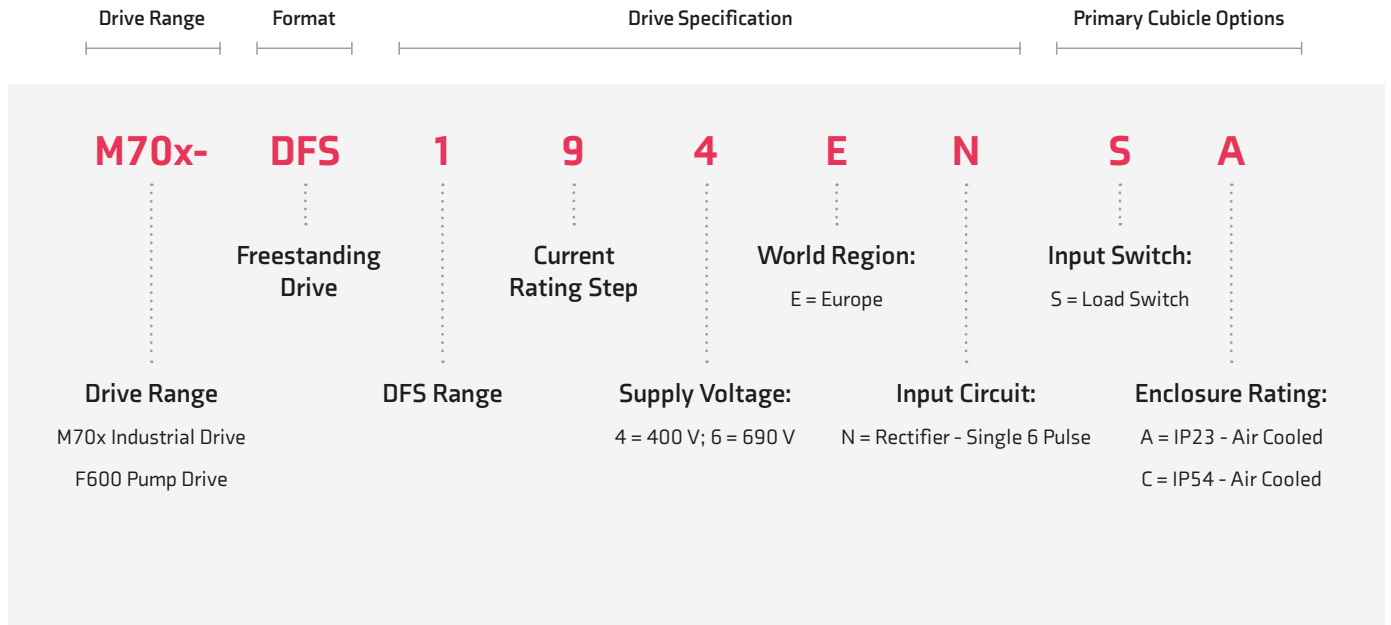 Drive Range
Format
Drive Specification
Primary Cubicle Options
M70x-
DFS
1
9
4
E
N
S
A
Freestanding
Drive
Current
Rating Step
World Region:
E = Europe
Input Switch:
S = Load Switch
Drive Range
M70x Industrial Drive
F600 Pump Drive
DFS Range
Supply Voltage:
4 = 400 V; 6 = 690 V
Input Circuit:
N = Rectifier - Single 6 Pulse
Enclosure Rating:
A = IP23 - Air Cooled
C = IP54 - Air Cooled